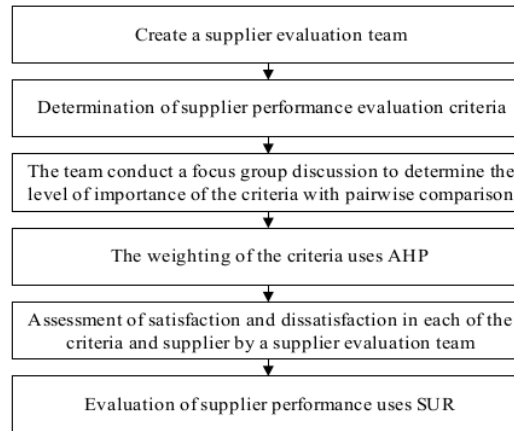 Create a supplier evaluation team
Determination of supplier performance evaluation criteria
The team conduct a focus group discussion to determine the
level of importance of the criteria with pairwise comparison
The weighting of the criteria uses AHP
Assessment of satisfaction and dissatisfaction in each of the
criteria and supplier by a supplier evaluation team
Evaluation of supplier performance uses SUR